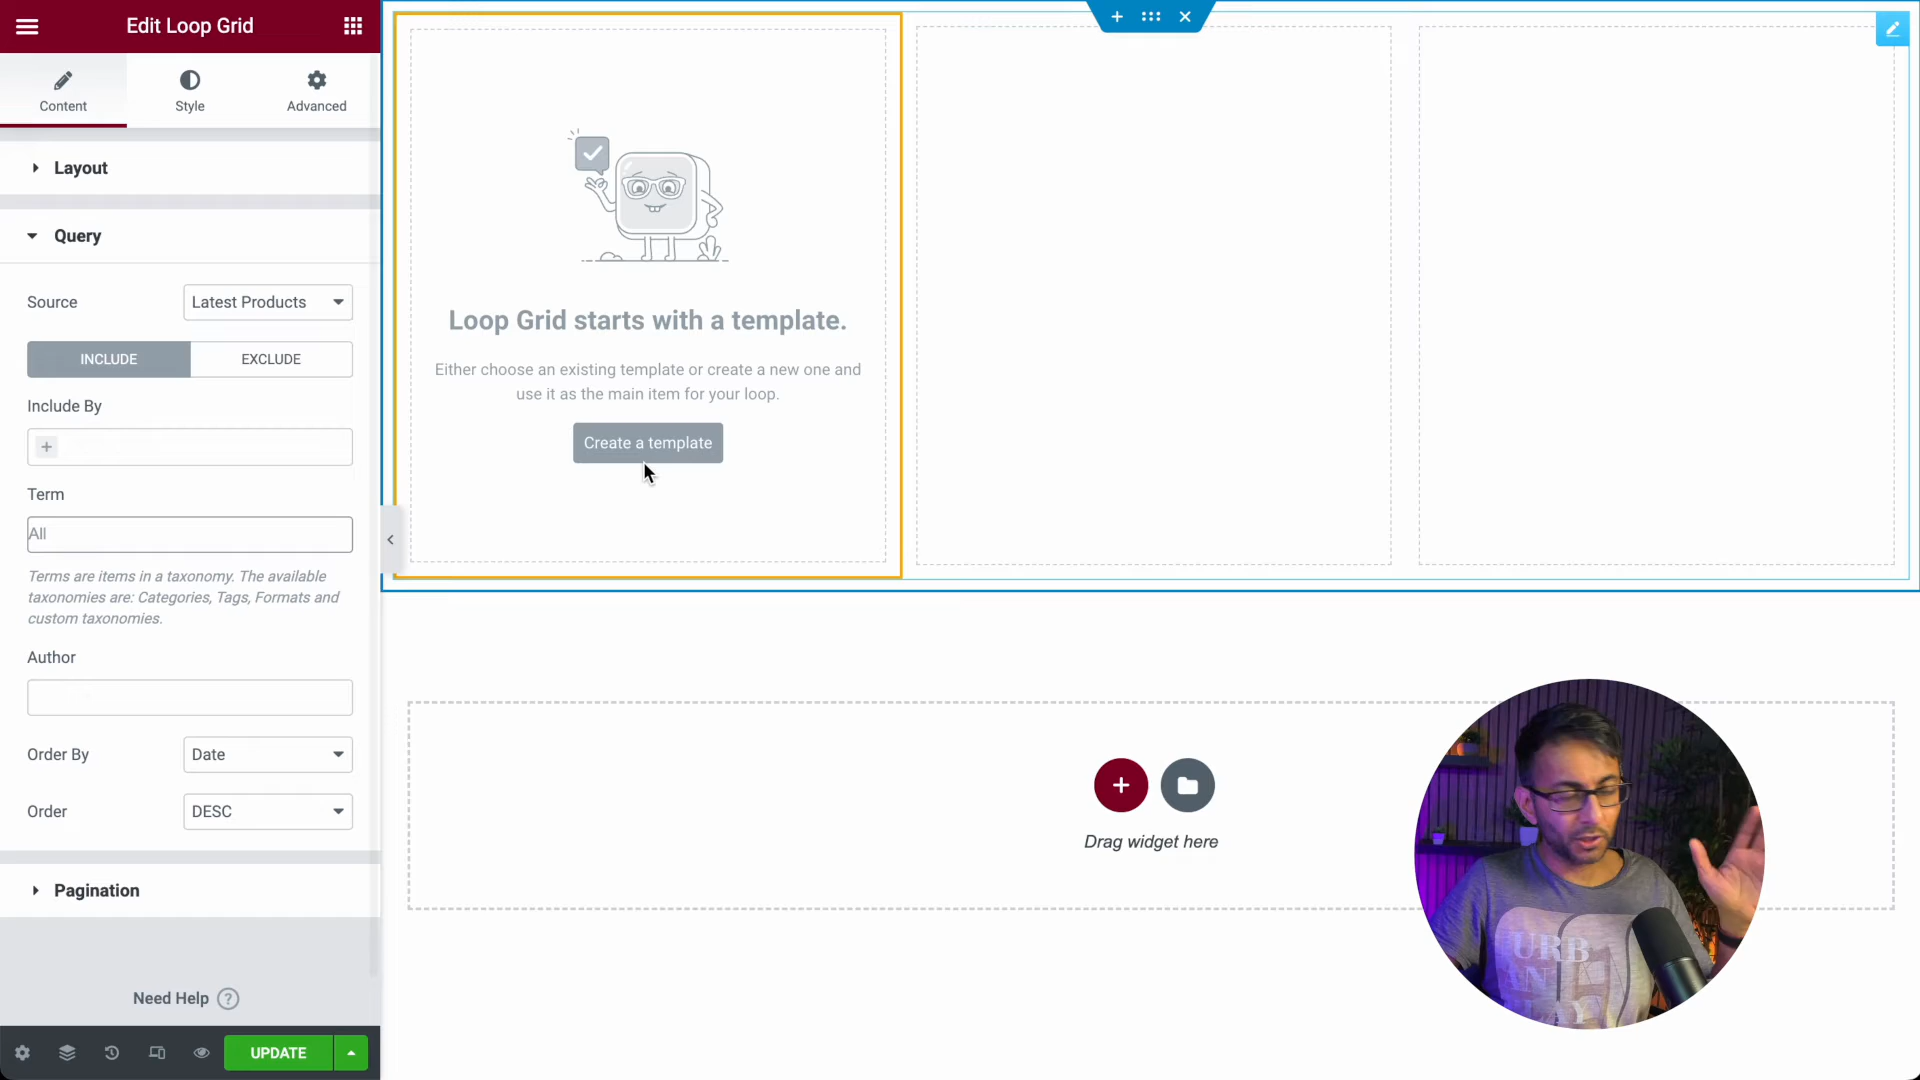 Edit Loop Grid
Content
Style
Advanced
Layout
Query
Source
Latest Products
INCLUDE
EXCLUDE
Include By
Term
All
Terms are items in a taxonomy. The available
taxonomies are: Categories, Tags, Formats and
custom taxonomies.
Author
Order By
Date
Order
DESC
Pagination
Need Help ?
UPDATE
Loop Grid starts with a template.
Either choose an existing template or create a new one and
use it as the main item for your loop.
Create a template
Drag widget here
URB
AN